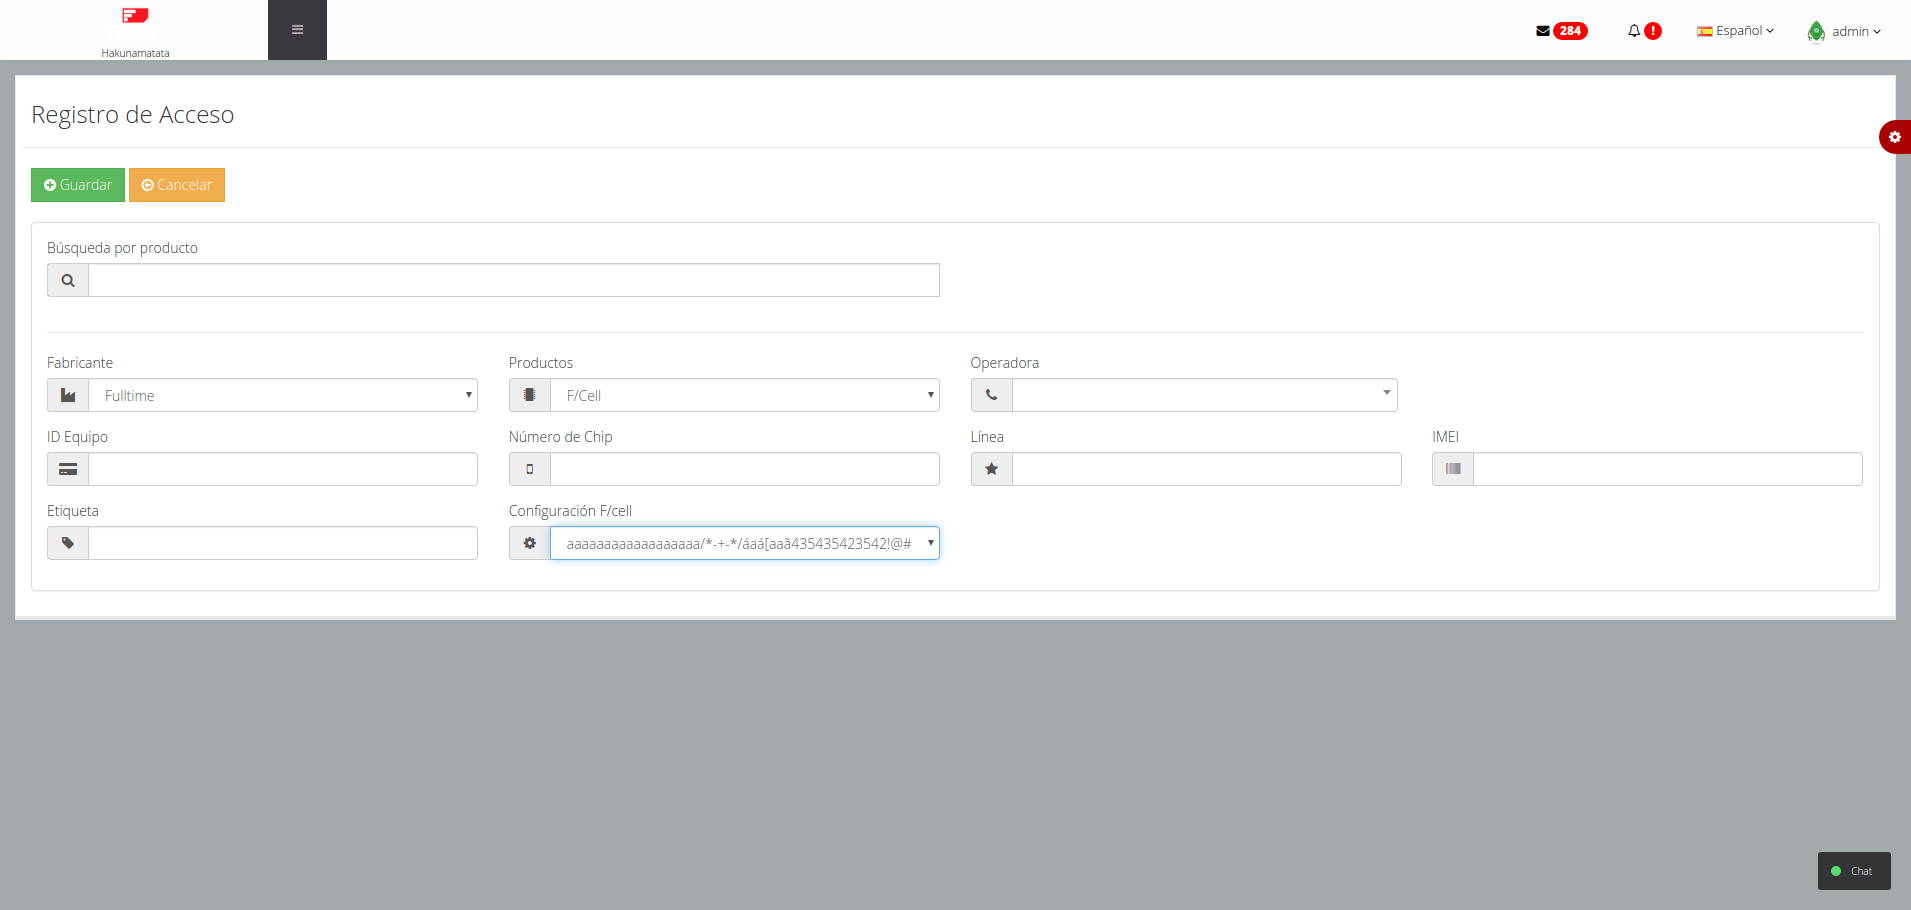 Hakunamatata
284
!
Español
admin
Registro de Acceso
Guardar
Cancelar
Búsqueda por producto
Fabricante
Productos
Operadora
Fulltime
F/Cell
ID Equipo
Número de Chip
Línea
IMEI
Etiqueta
Configuración F/cell
aaaaaaaaaaaaaaaaaa/*-+-*/áaá[aaã435435423542!@#
Chat